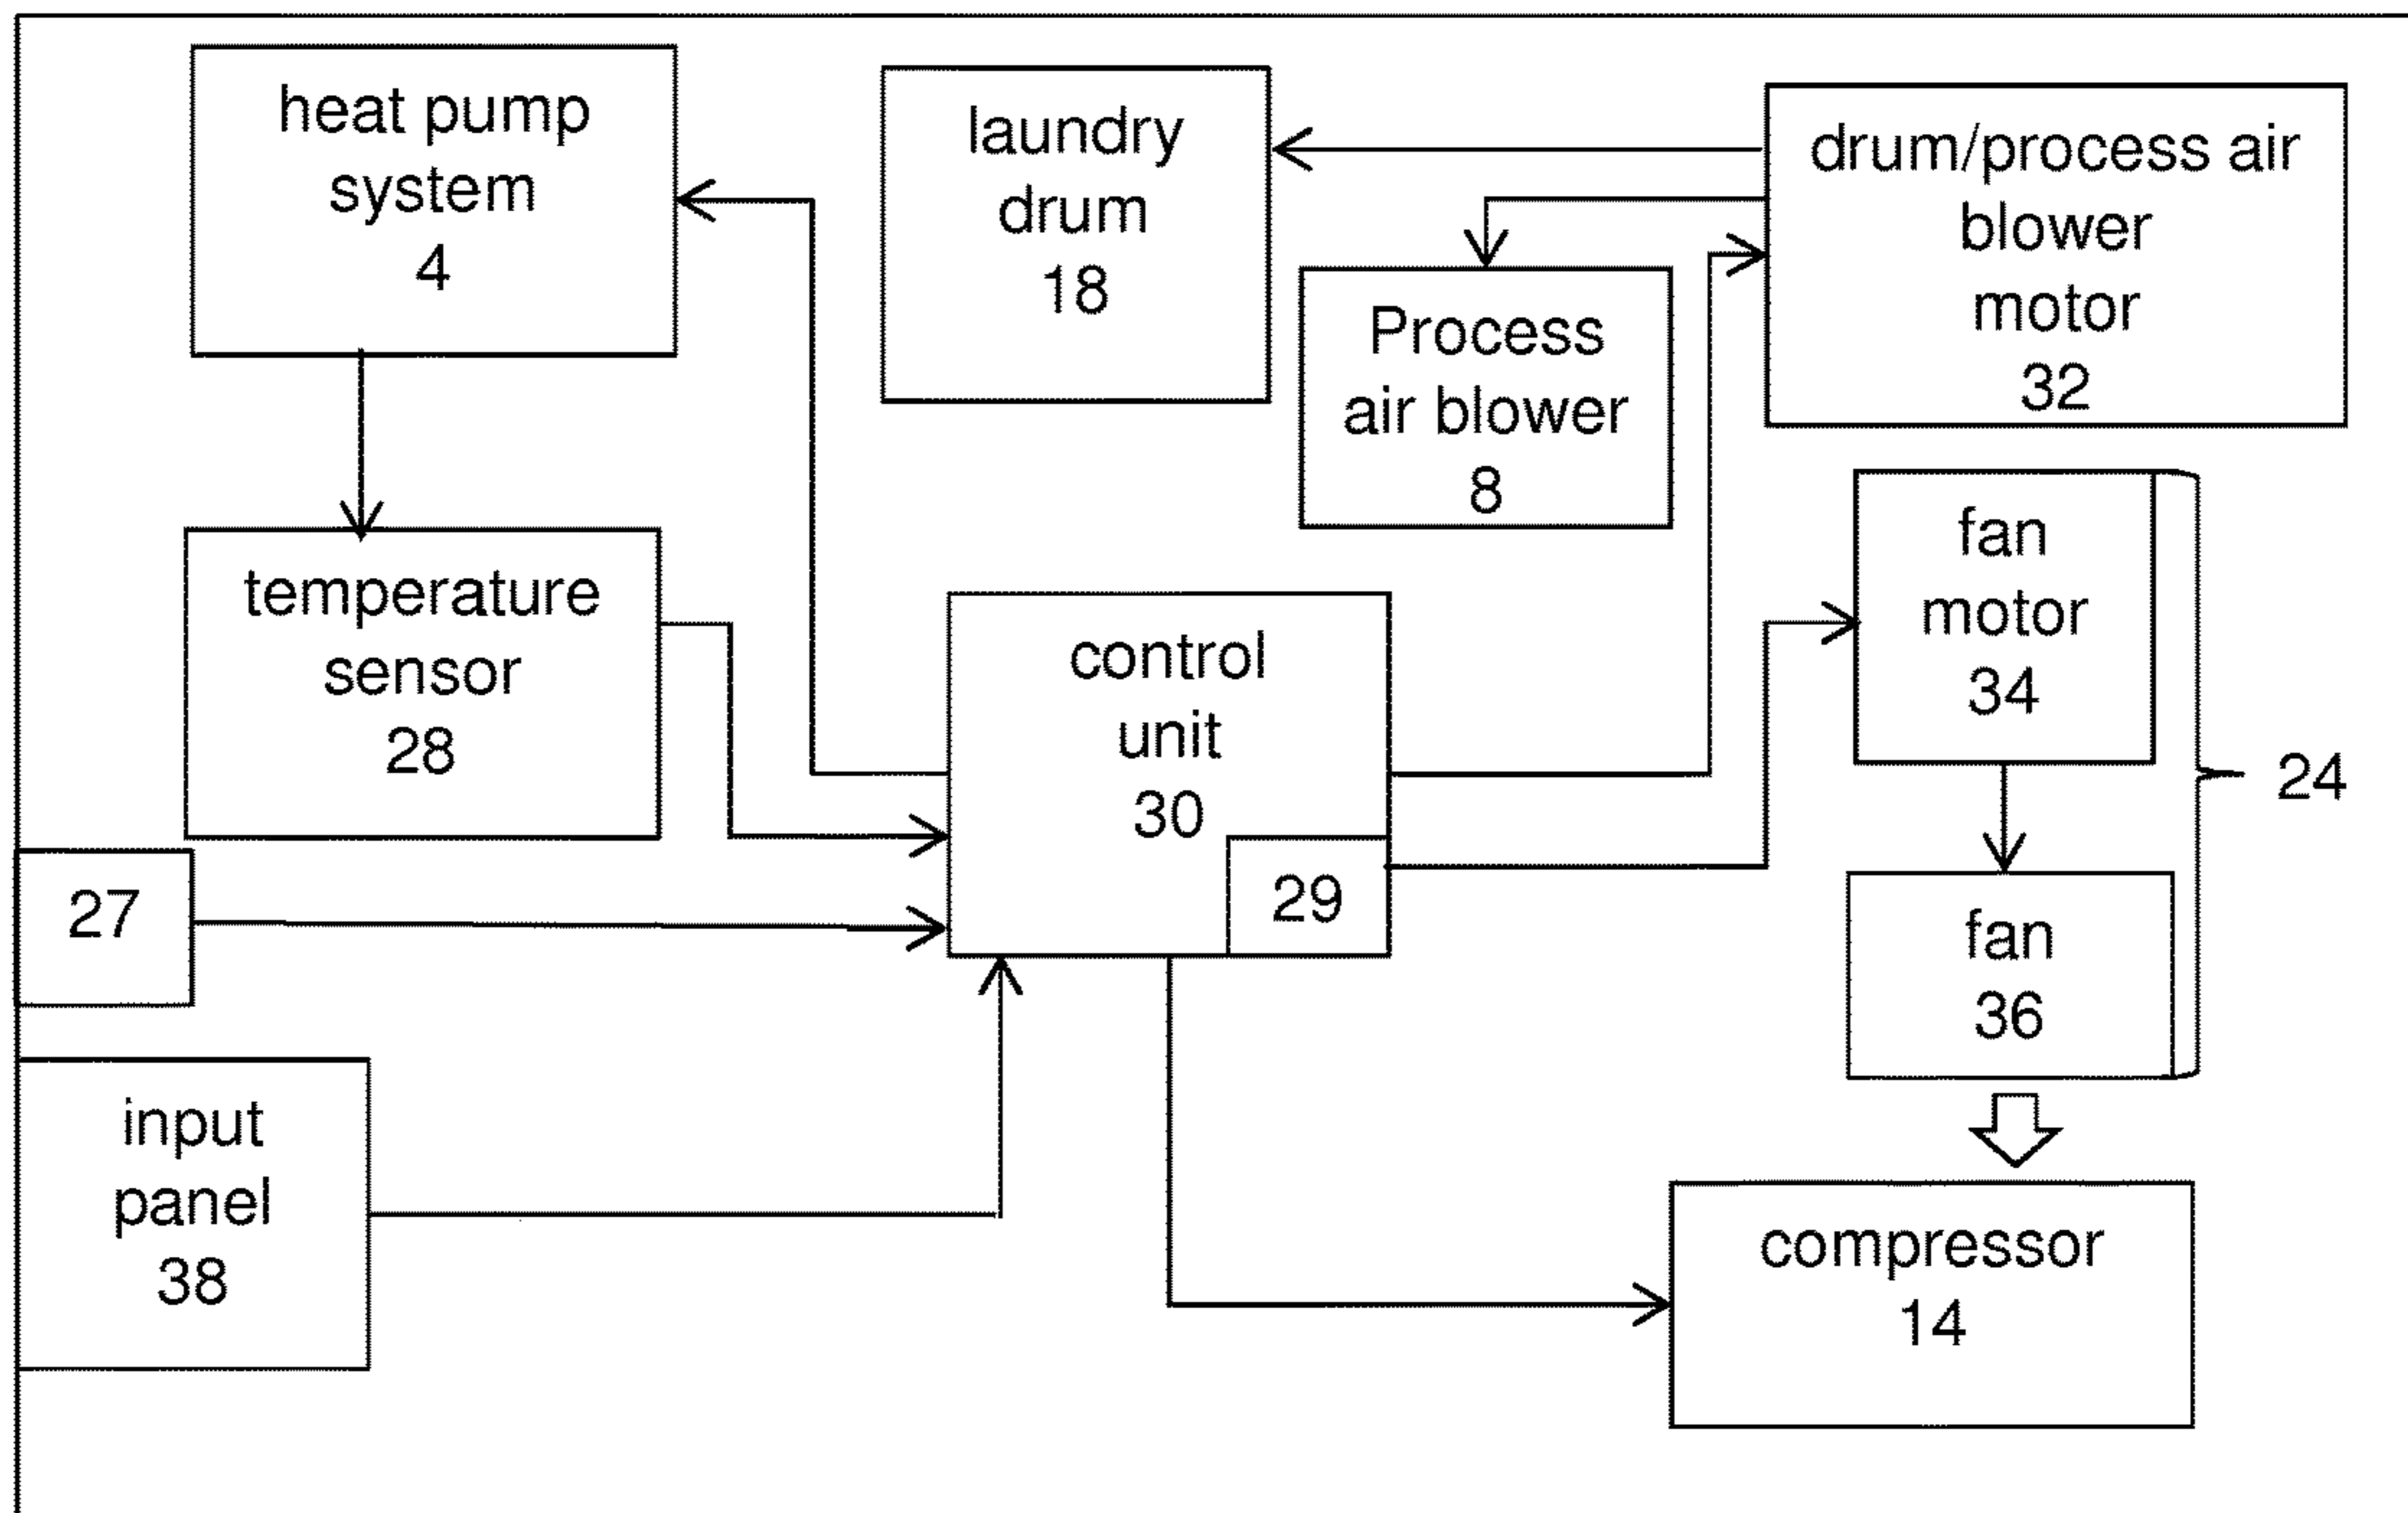 heat pump
system
4
laundry
drum
18
drum/process air
blower
motor
32
Process
air blower
8
temperature
sensor
28
control
unit
30
29
fan
motor
34
24
27
fan
36
input
panel
38
compressor
14